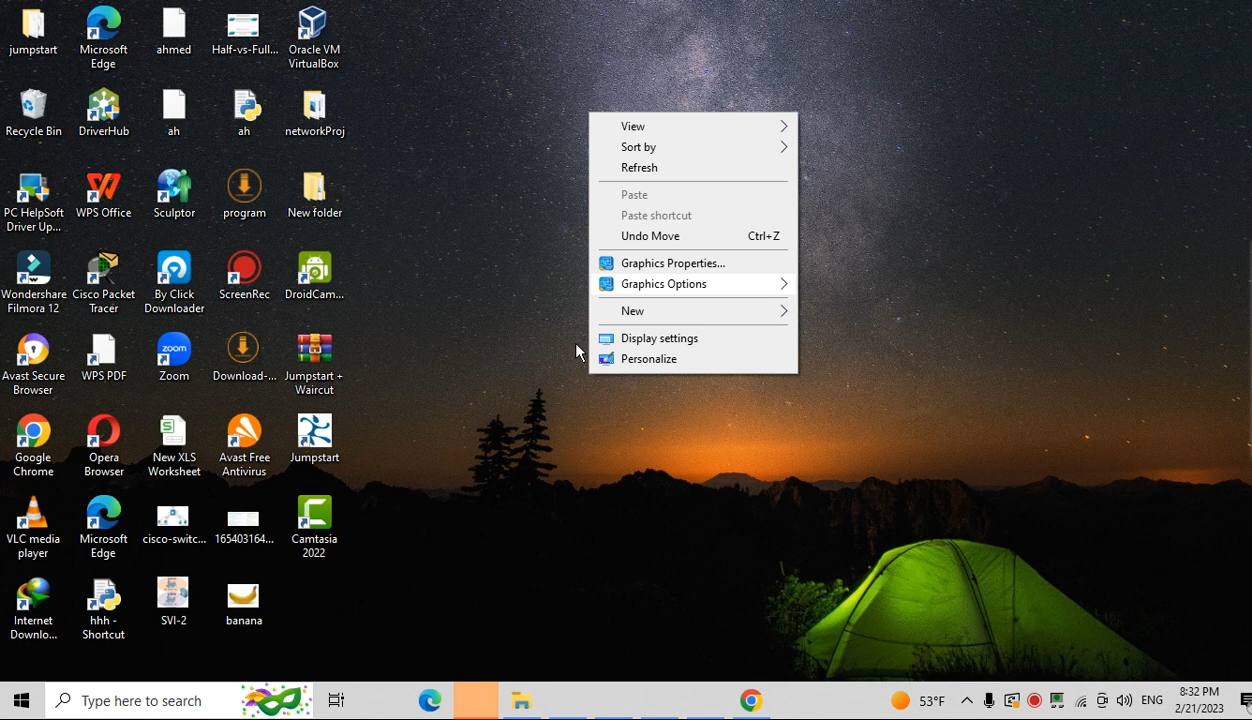 jumpstart
Microsoft
Edge
ahmed
Half-vs-Full...
Oracle VM
VirtualBox
Recycle Bin
DriverHub
ah
ah
networkProj
PC HelpSoft
Driver Up...
WPS Office
Sculptor
program
New folder
Wondershare
Filmora 12
Cisco Packet
Tracer
By Click
Downloader
ScreenRec
DroidCam...
Avast Secure
Browser
WPS PDF
Zoom
Download-...
Jumpstart +
Waircut
Google
Chrome
Opera
Browser
New XLS
Worksheet
Avast Free
Antivirus
Jumpstart
VLC media
player
Microsoft
Edge
cisco-switc...
165403164...
Camtasia
2022
Internet
Downlo...
hhh -
Shortcut
SVI-2
banana
View
Sort by
Refresh
Paste
Paste shortcut
Undo Move Ctrl+Z
Graphics Properties...
Graphics Options
New
Display settings
Personalize
Type here to search
53°F
ENG
8:32 PM
2/21/2023